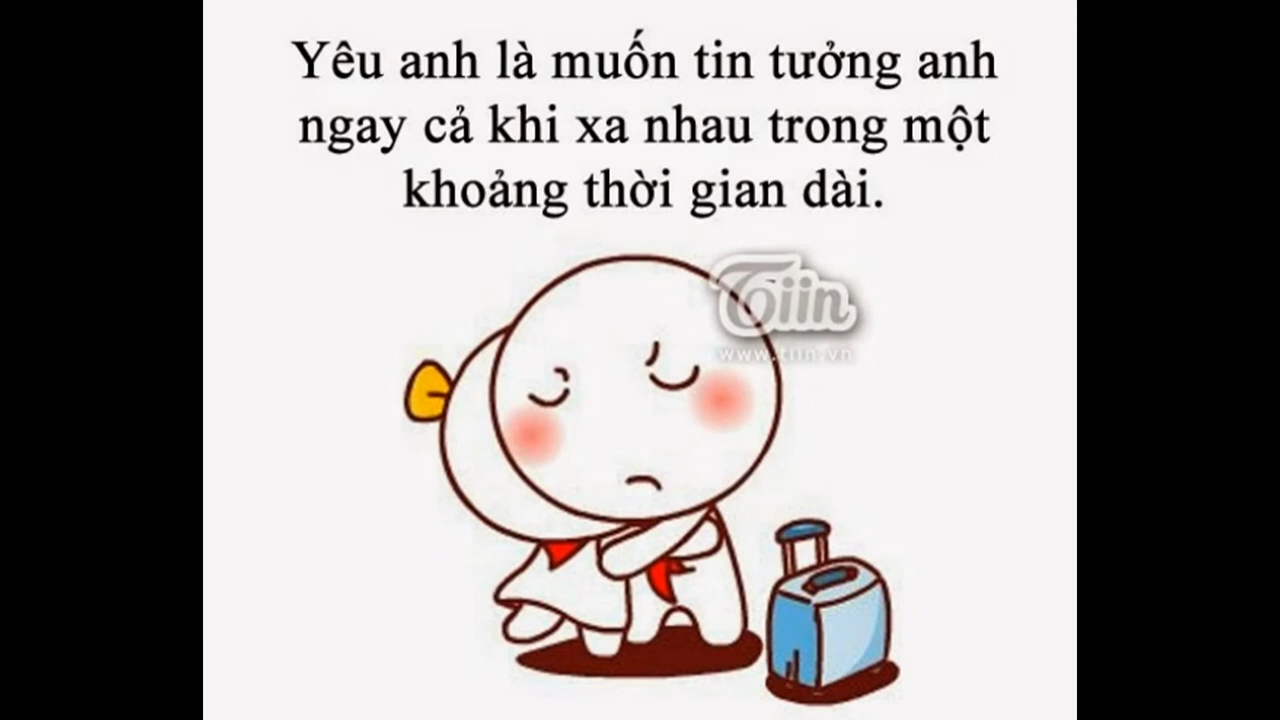 Yêu anh là muốn tin tưởng anh
ngay cả khi xa nhau trong một
khoảng thời gian dài.
Tiin
www.tiin.vn